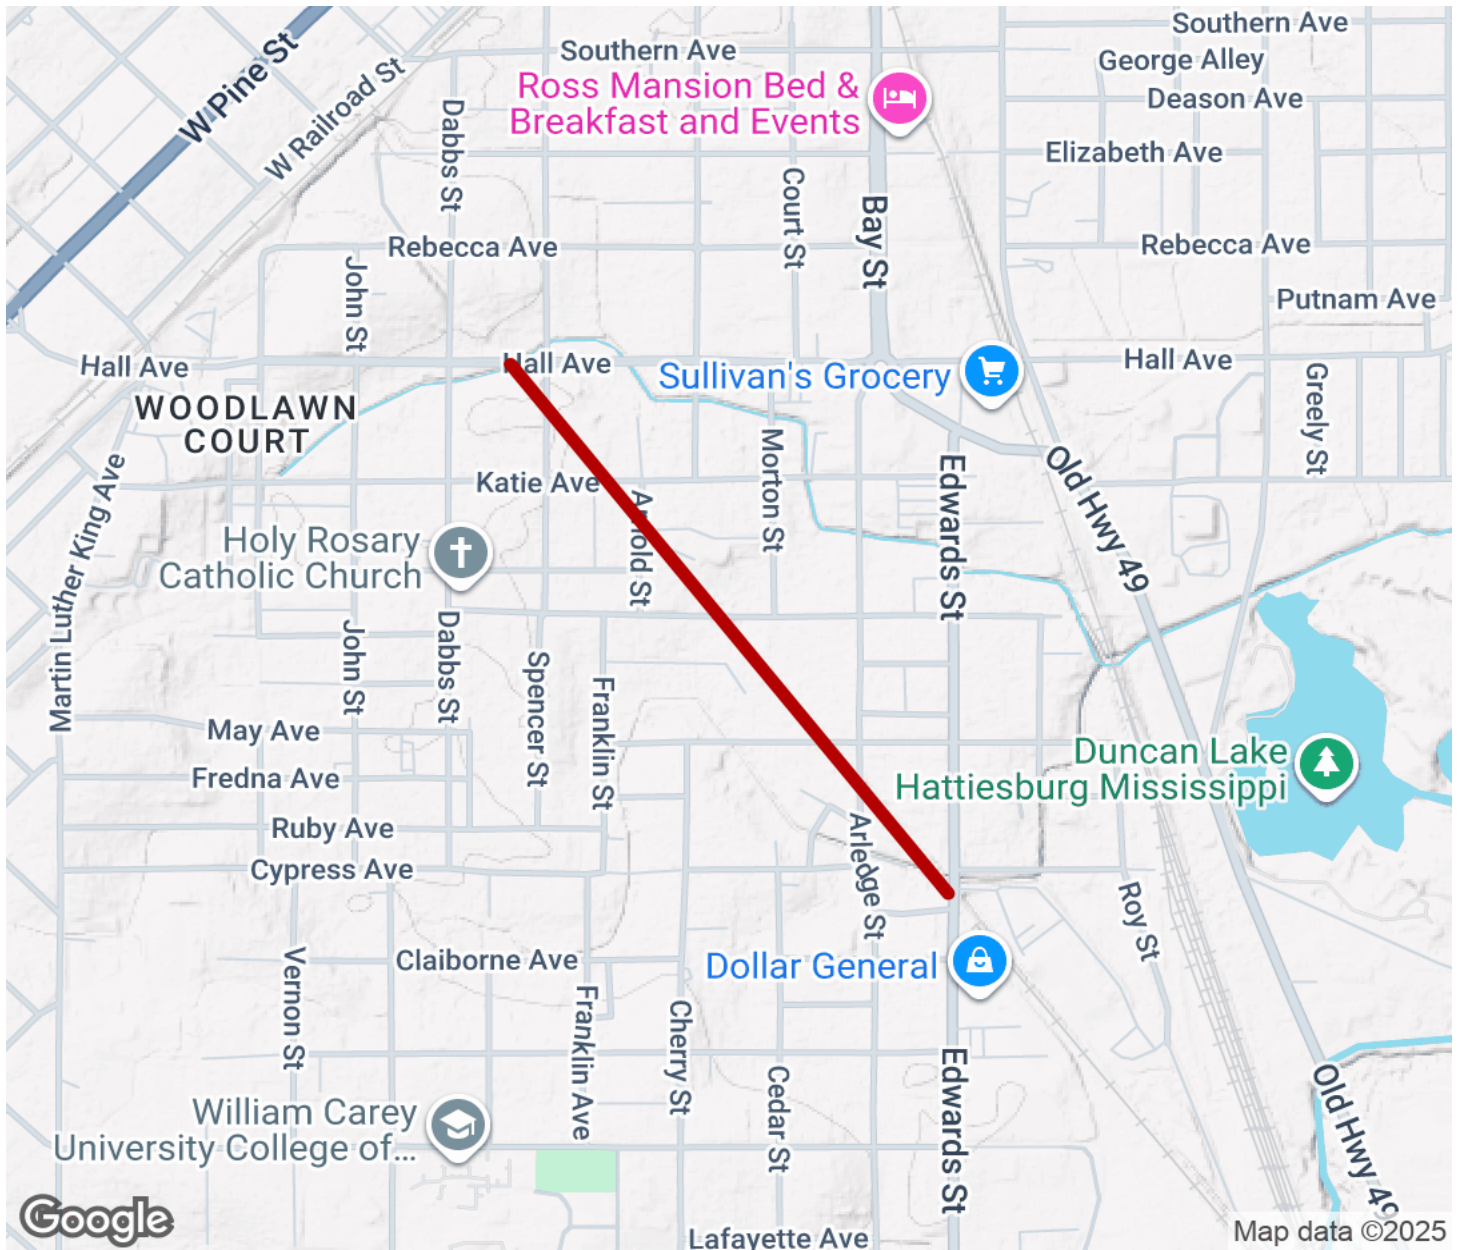 Southern Ave
Southern Ave
George Alley
W Pine St
W Railroad St
Ross Mansion Bed &
Breakfast and Events
Deason Ave
Dabbs St
Elizabeth Ave
Court St
Bay St
Rebecca Ave
Rebecca Ave
John St
Putnam Ave
Hall Ave
Hall Ave
Hall Ave
Sullivan's Grocery
Greely St
WOODLAWN
COURT
Martin Luther King Ave
Katie Ave
Arnold St
Morton St
Edwards St
Old Hwy 49
Holy Rosary
Catholic Church
John St
Dabbs St
Spencer St
Franklin St
May Ave
Fredna Ave
Duncan Lake
Hattiesburg Mississippi
Ruby Ave
Arledge St
Cypress Ave
Roy St
Vernon St
Claiborne Ave
Dollar General
Franklin Ave
Cherry St
Cedar St
Edwards St
Old Hwy 49
William Carey
University College of...
Google
Lafayette Ave
Map data ©2025